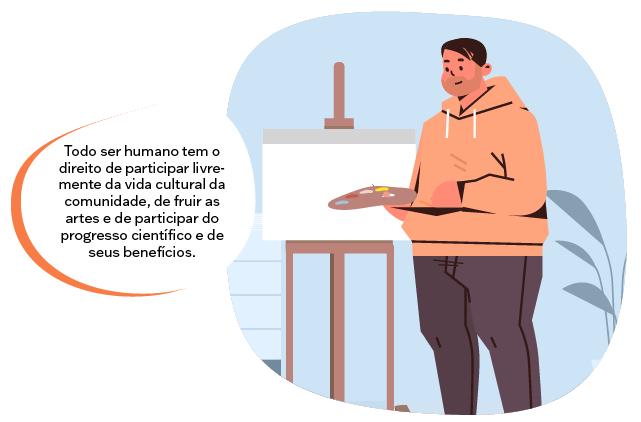 Todo ser humano tem o
direito de participar livre-
mente da vida cultural da
comunidade, de fruir as
artes e de participar do
progresso científico e de
seus benefícios.